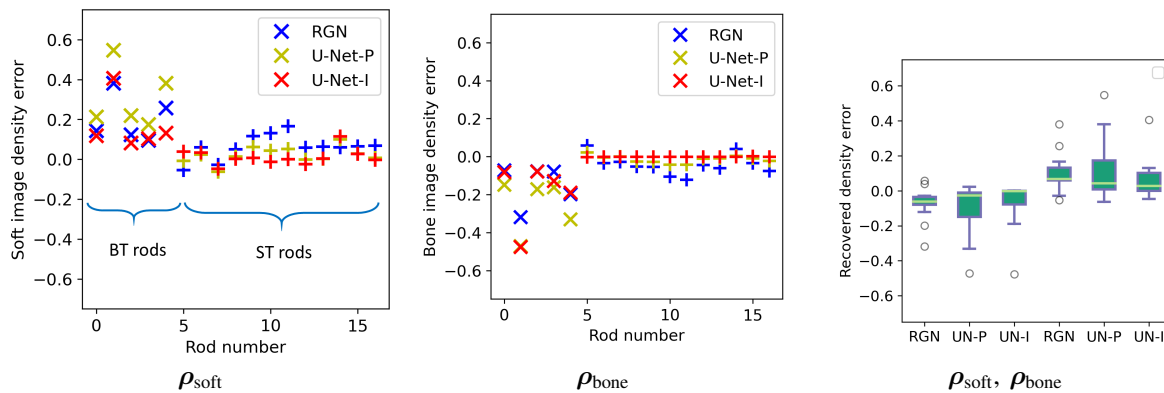 Soft image density error
0.6
0.4
0.2
0.0
−0.2
−0.4
−0.6
RGN
U-Net-P
U-Net-I
BT rods
ST rods
0
5
10
15
Rod number
ρsoft
Bone image density error
0.6
0.4
0.2
0.0
−0.2
−0.4
−0.6
RGN
U-Net-P
U-Net-I
0
5
10
15
Rod number
ρbone
Recovered density error
0.6
0.4
0.2
0.0
−0.2
−0.4
−0.6
RGN UN-P UN-I RGN UN-P UN-I
ρsoft, ρbone